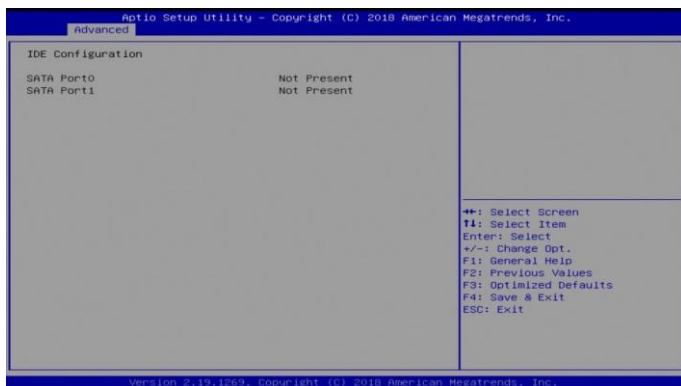 Aptio Setup Utility – Copyright (C) 2018 American Megatrends, Inc.
Advanced
IDE Configuration
SATA Port0 Not Present
SATA Port1 Not Present
→←: Select Screen
↑↓: Select Item
Enter: Select
+/-: Change Opt.
F1: General Help
F2: Previous Values
F3: Optimized Defaults
F4: Save & Exit
ESC: Exit
Version 2.19.1269. Copyright (C) 2018 American Megatrends, Inc.